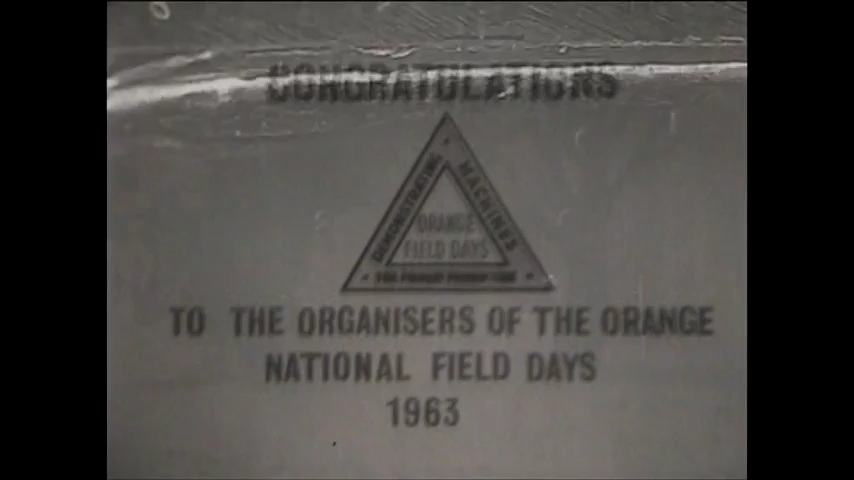 CONGRATULATIONS
DEMONSTRATING
MACHINES
ORANGE
FIELD DAYS
TO THE ORGANISERS OF THE ORANGE
NATIONAL FIELD DAYS
1963